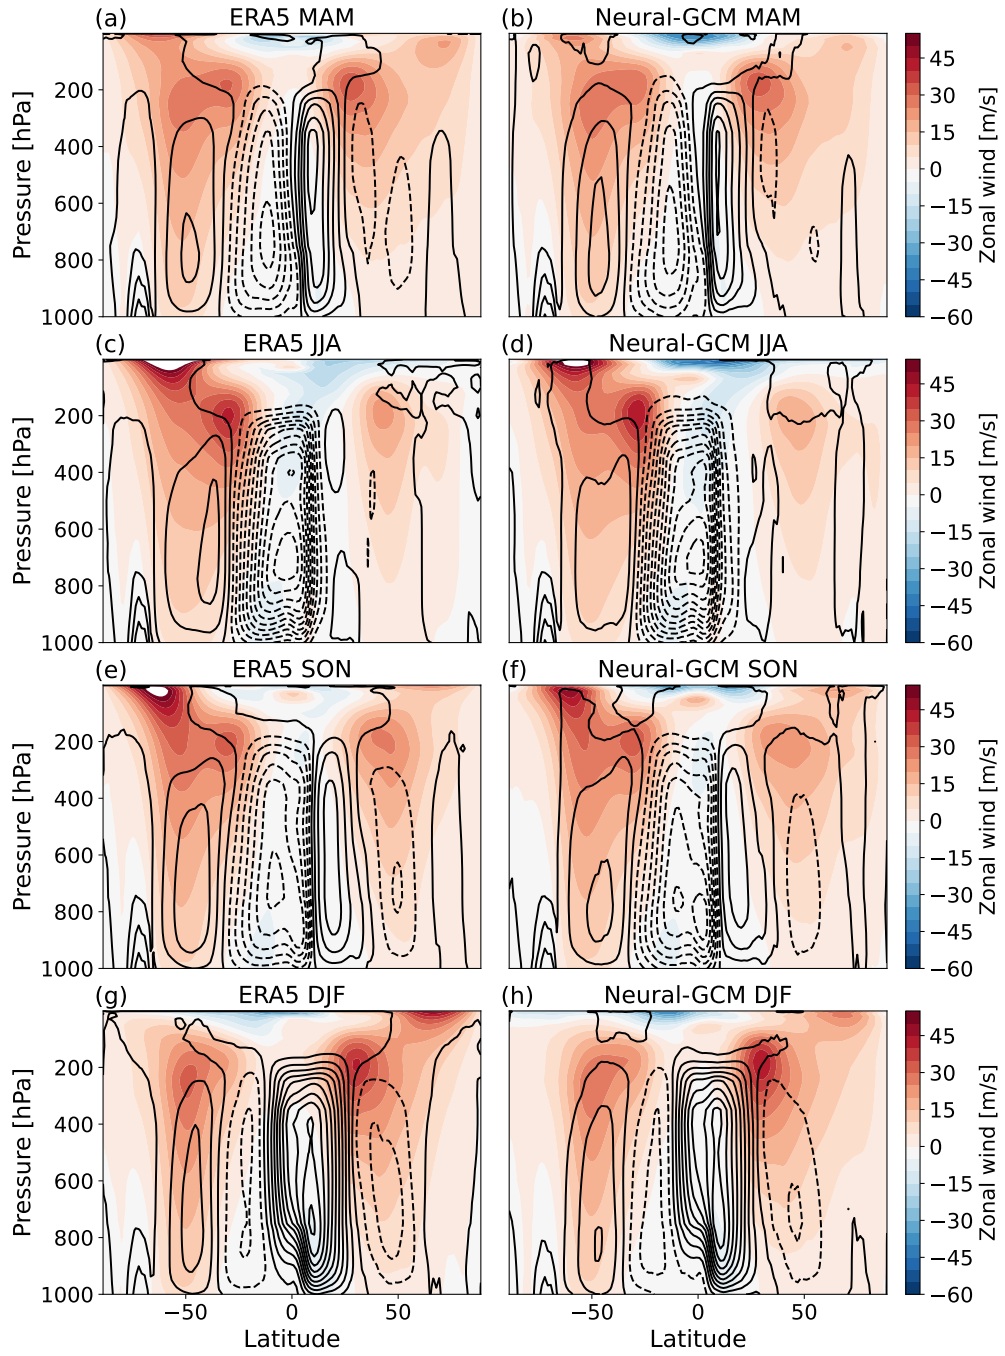 (a) ERA5 MAM
(b) Neural-GCM MAM
Pressure [hPa]
200
400
600
800
1000
45
30
15
0
−15
−30
−45
−60
Zonal wind [m/s]
(c) ERA5 JJA
(d) Neural-GCM JJA
Pressure [hPa]
200
400
600
800
1000
45
30
15
0
−15
−30
−45
−60
Zonal wind [m/s]
(e) ERA5 SON
(f) Neural-GCM SON
Pressure [hPa]
200
400
600
800
1000
45
30
15
0
−15
−30
−45
−60
Zonal wind [m/s]
(g) ERA5 DJF
(h) Neural-GCM DJF
Pressure [hPa]
200
400
600
800
1000
45
30
15
0
−15
−30
−45
−60
Zonal wind [m/s]
−50 0 50
−50 0 50
Latitude
Latitude